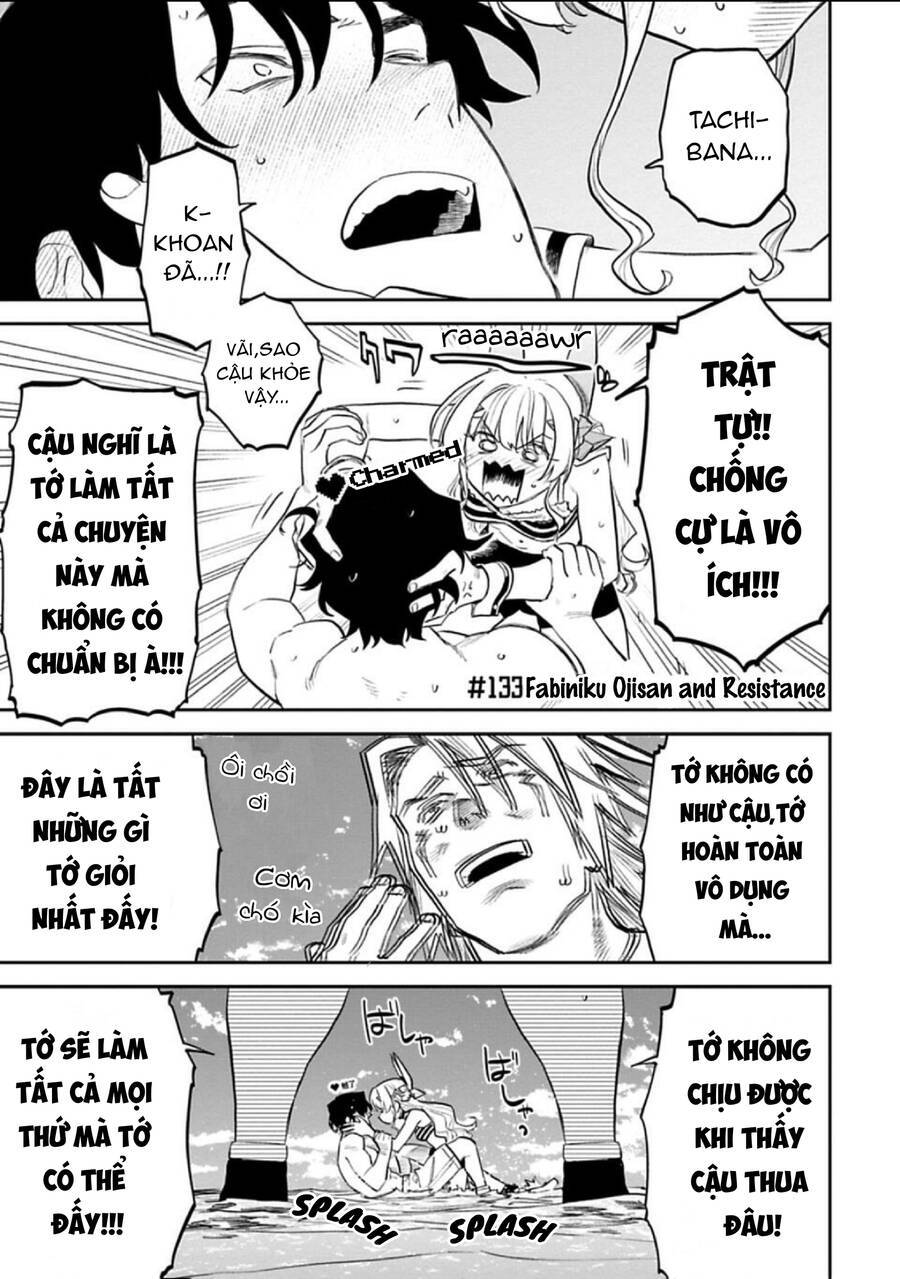 TACHI-
BANA...
K-
KHOAN
ĐÃ...!!
raaaaaawr
TRẬT
TỰ!!
CHỐNG
CỰ LÀ VÔ
ÍCH!!!
VÃI,SAO
CẬU KHỎE
VẬY...
グワ
Charmed
CẬU NGHĨ LÀ
TỚ LÀM TẤT
CẢ CHUYỆN
NÀY MÀ
KHÔNG CÓ
CHUẨN BỊ À!!!
#133 Fabiniku Ojisan and Resistance
TỚ KHÔNG CÓ
NHƯ CẬU,TỚ
HOÀN TOÀN
VÔ DỤNG
MÀ...
Ôi chồi
ôi
Cơm
chó kìa
ĐÂY LÀ TẤT
NHỮNG GÌ
TỚ GIỎI
NHẤT ĐẤY!
TỚ KHÔNG
CHỊU ĐƯỢC
KHI THẤY
CẬU THUA
ĐÂU!
ばしゃ
ばしゃ
SPLASH
SPLASH
TỚ SẼ LÀM
TẤT CẢ MỌI
THỨ MÀ TỚ
CÓ THỂ
ĐẤY!!!